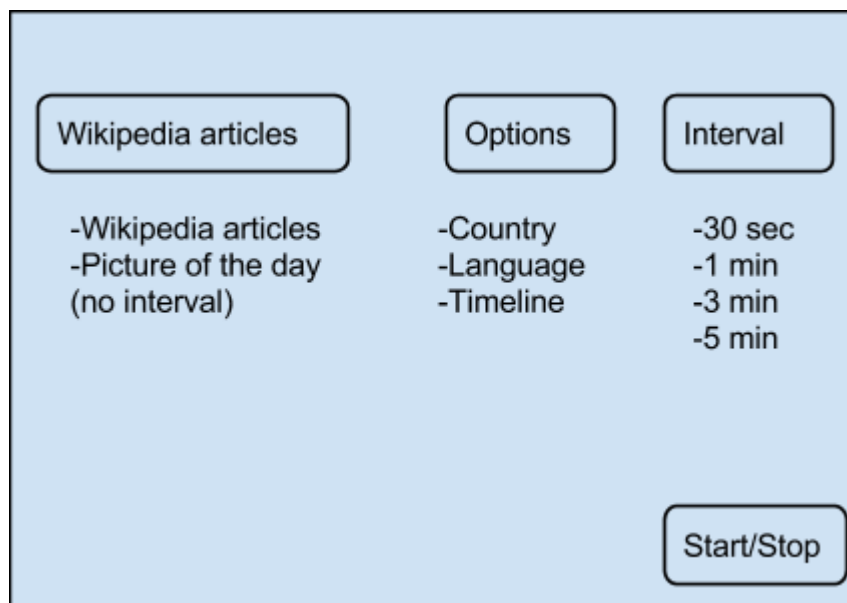 Wikipedia articles
Options
Interval
-Wikipedia articles
-Picture of the day
(no interval)
-Country
-Language
-Timeline
-30 sec
-1 min
-3 min
-5 min
Start/Stop